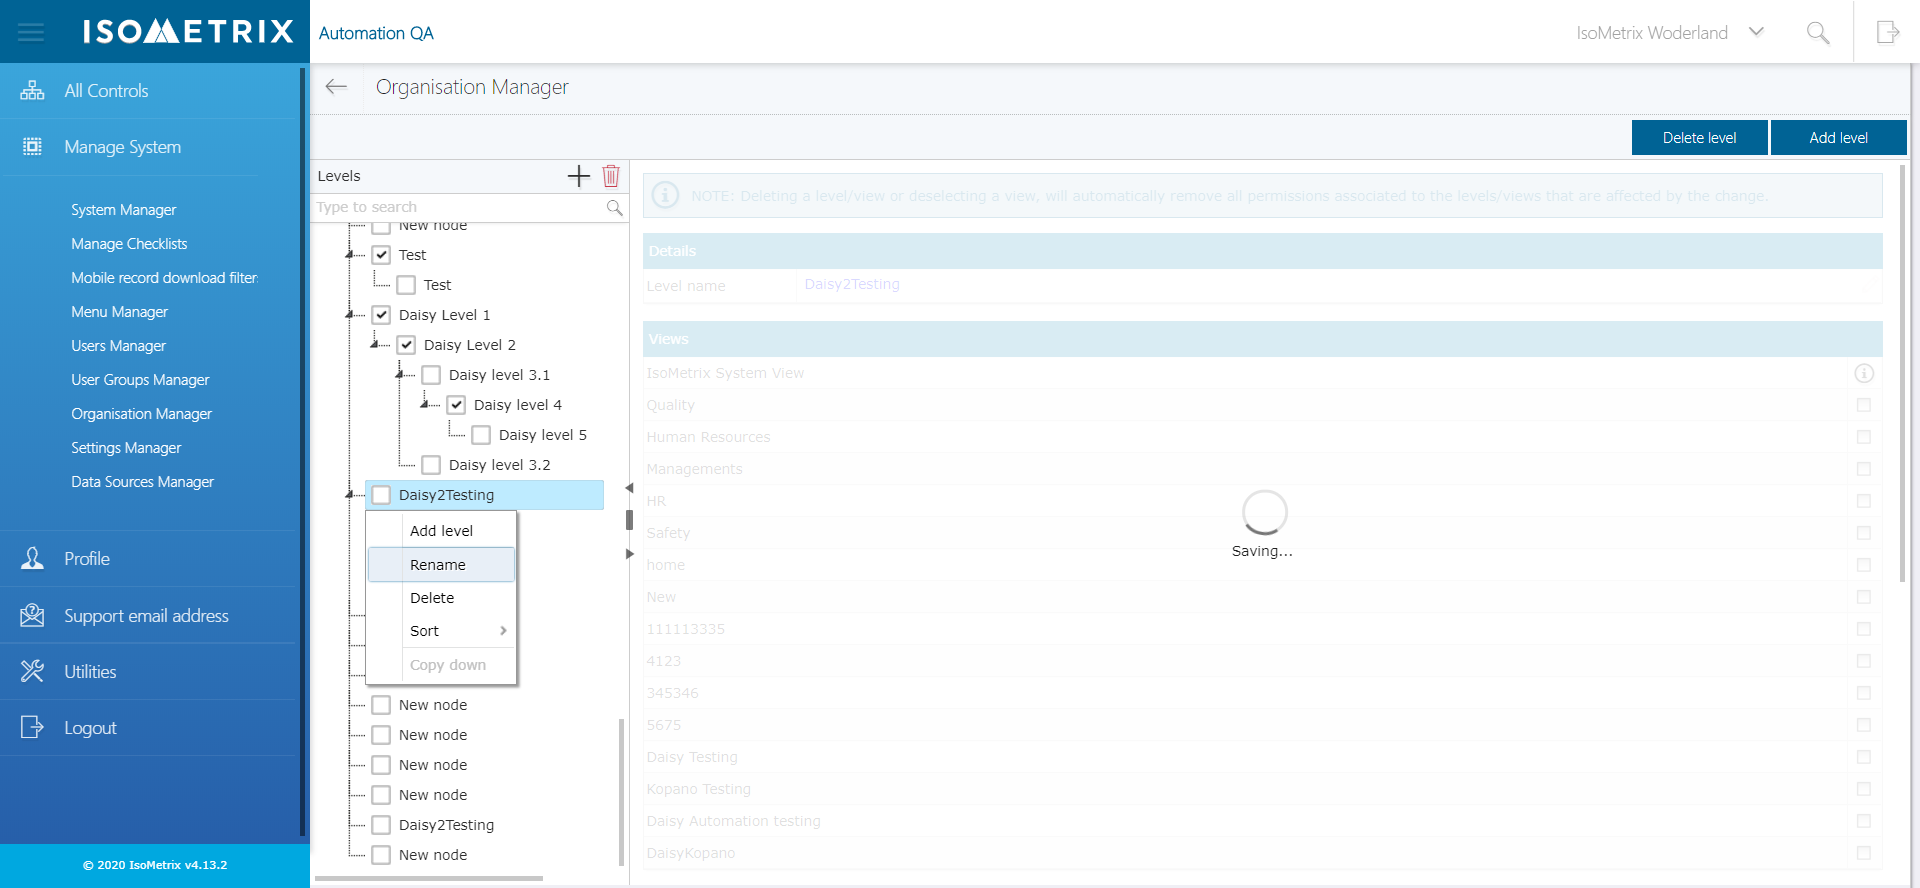 ISOMETRIX
Automation QA
IsoMetrix Woderland
All Controls
Manage System
System Manager
Manage Checklists
Mobile record download filter
Menu Manager
Users Manager
User Groups Manager
Organisation Manager
Settings Manager
Data Sources Manager
Profile
Support email address
Utilities
Logout
© 2020 IsoMetrix v4.13.2
Organisation Manager
Delete level
Add level
Levels
Type to search
New node
Test
Test
Daisy Level 1
Daisy Level 2
Daisy level 3.1
Daisy level 4
Daisy level 5
Daisy level 3.2
Daisy2Testing
Add level
Rename
Delete
Sort
Copy down
New node
New node
New node
New node
Daisy2Testing
New node
NOTE: Deleting a level/view or deselecting a view, will automatically remove all permissions associated to the levels/views that are affected by the change.
Details
Level name Daisy2Testing
Views
IsoMetrix System View
Quality
Human Resources
Managements
HR
Safety
home
New
111113335
4123
345346
5675
Daisy Testing
Kopano Testing
Daisy Automation testing
DaisyKopano
Saving...